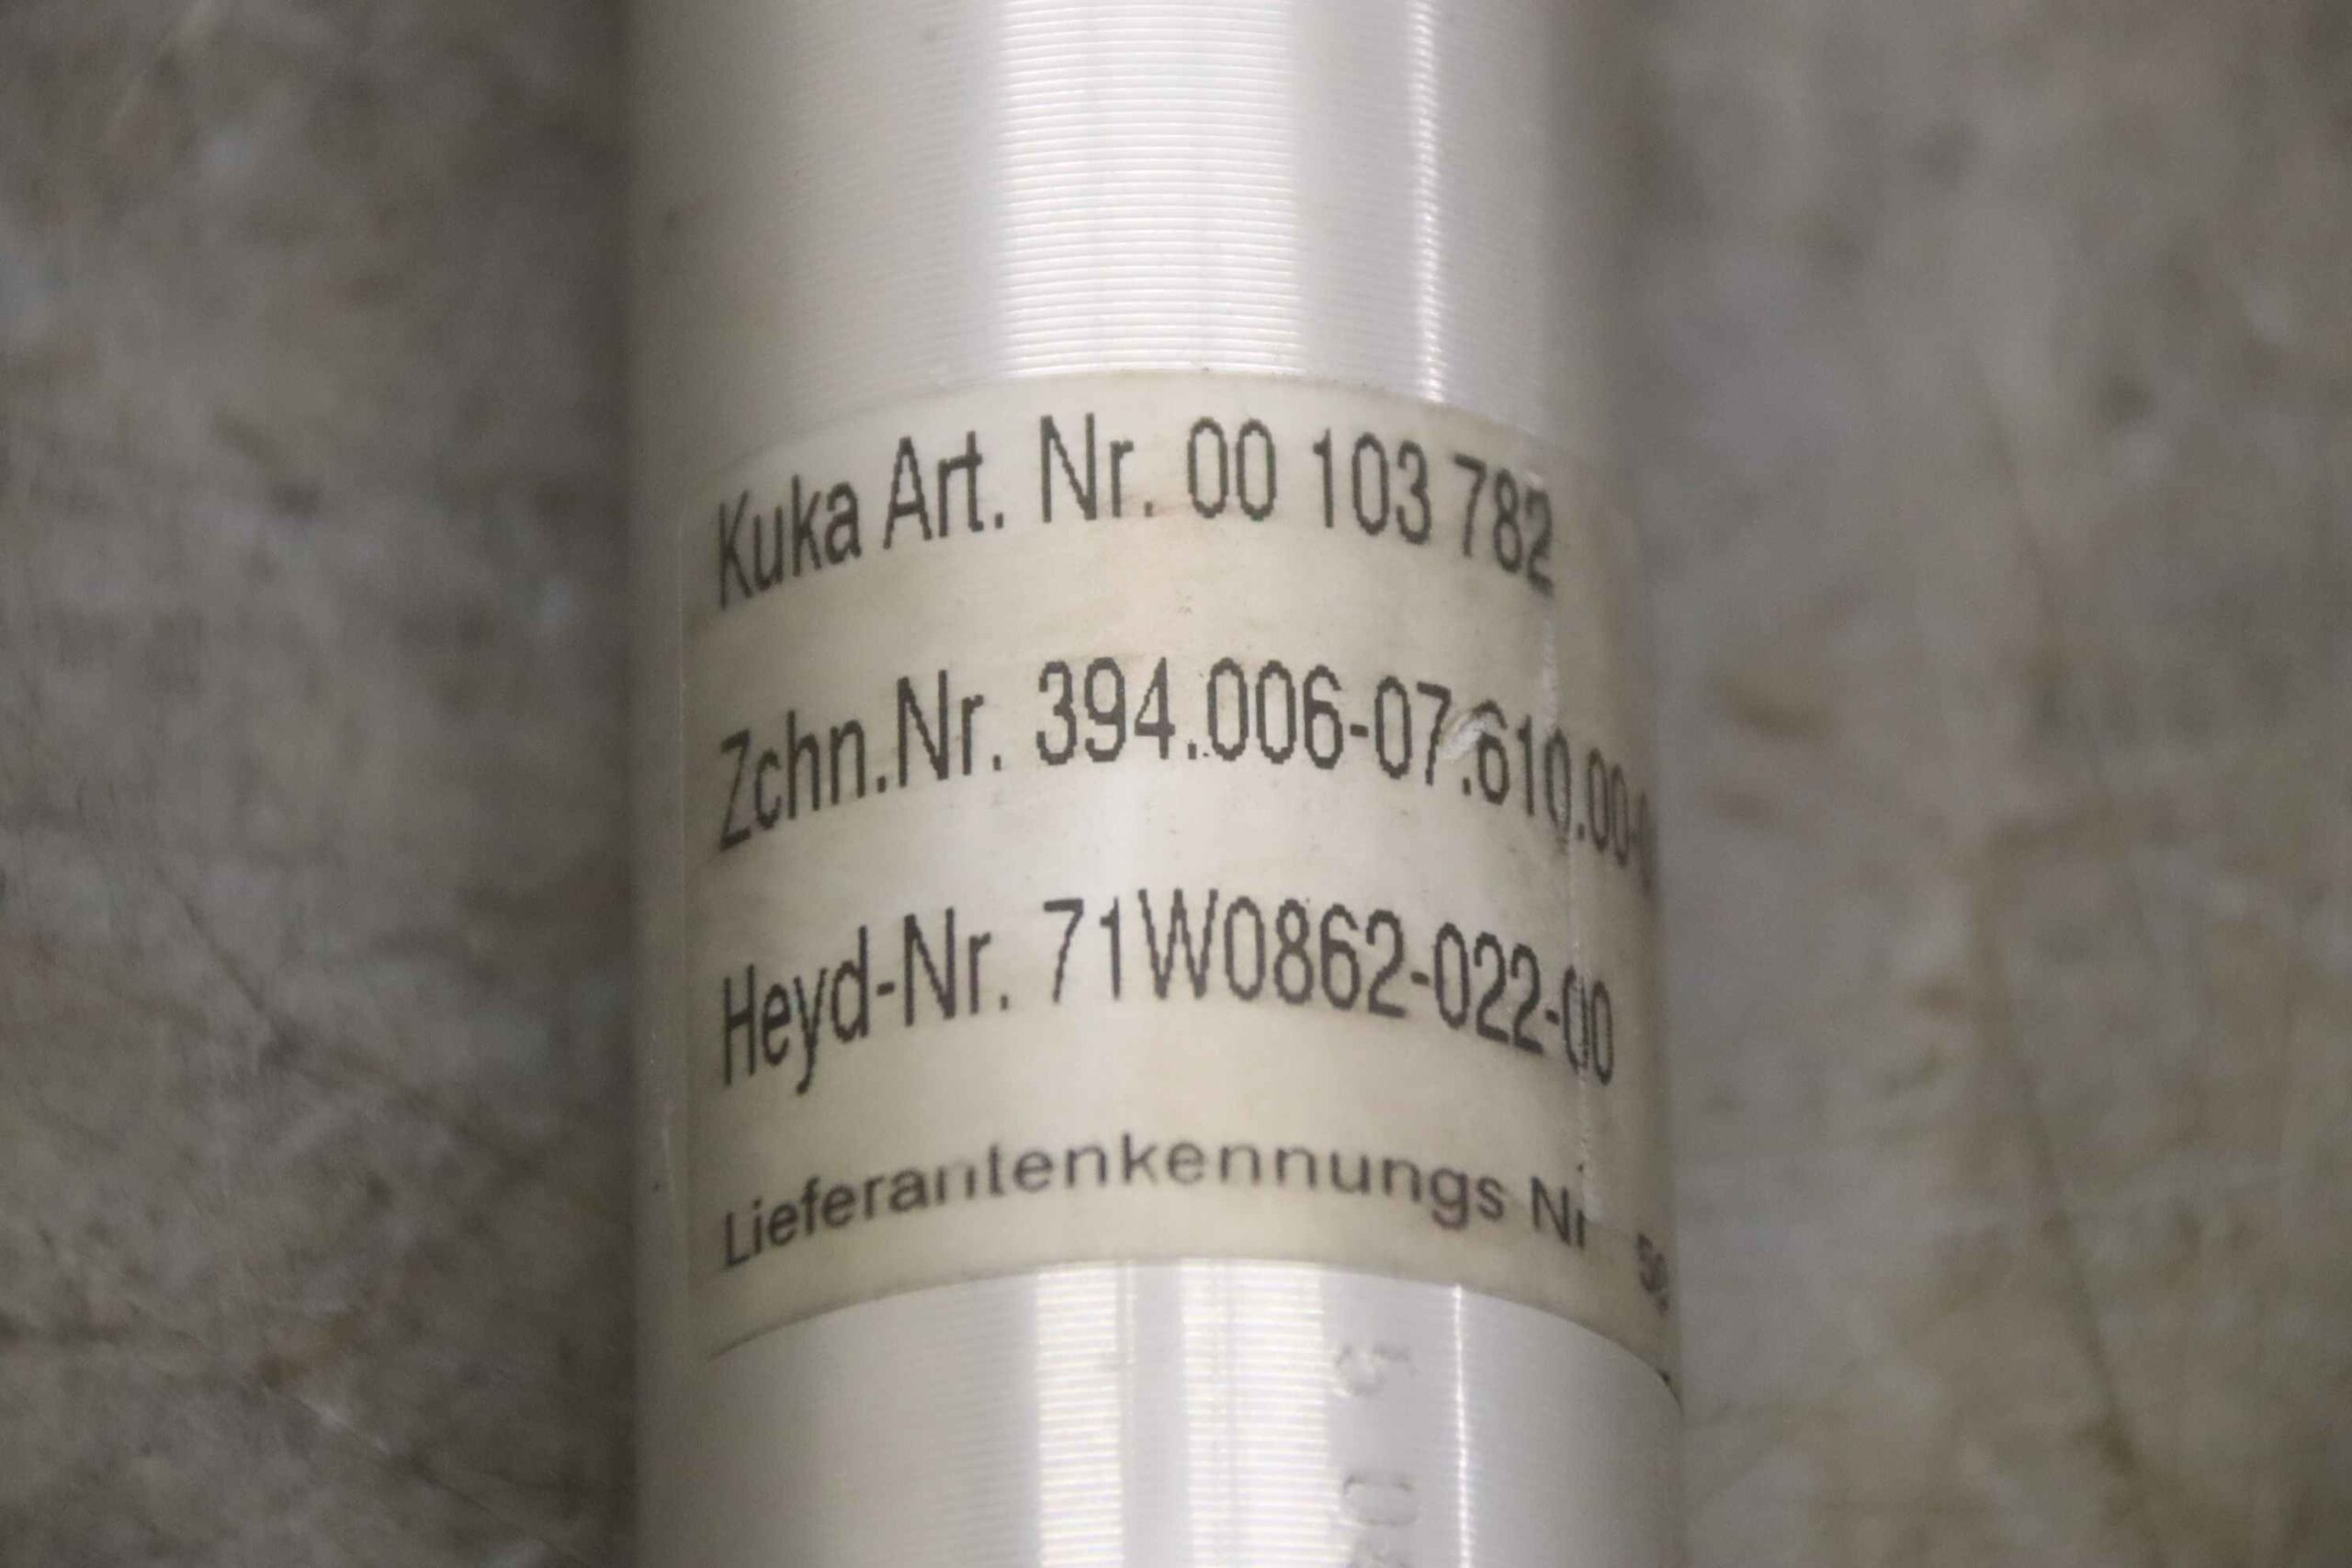 Kuka Art. Nr. 00 103 782
Zchn.Nr. 394.006-07.610.00-
Heyd-Nr. 71W0862-022-00
Lieferantenkennungs Nr